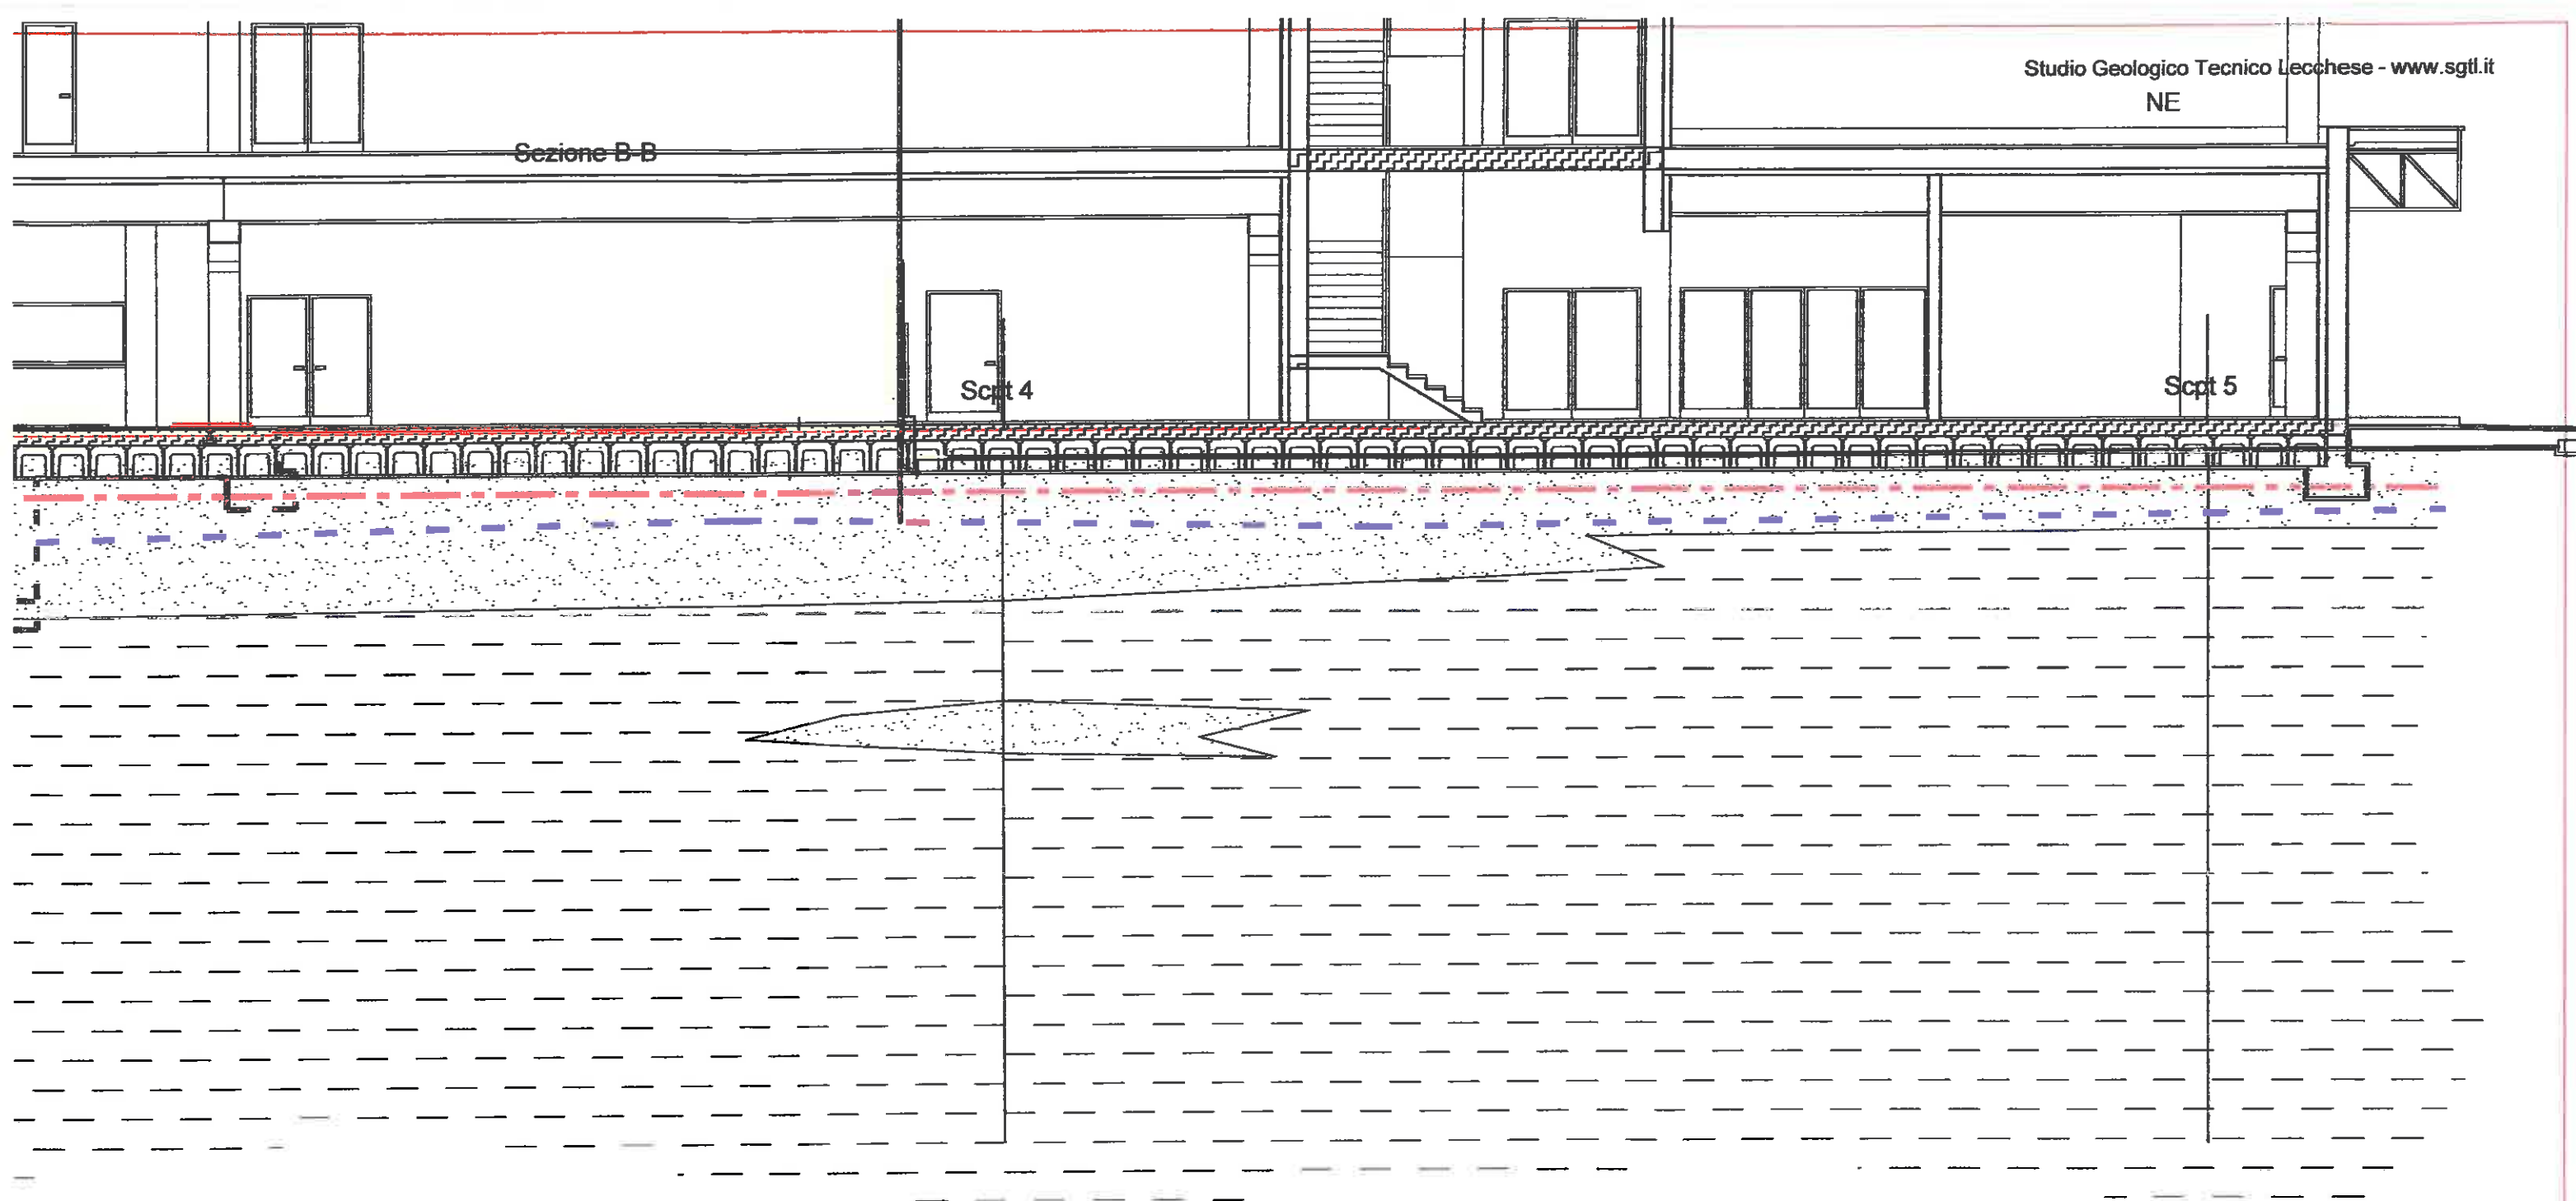 Studio Geologico Tecnico Lecchese - www.sgtl.it
NE
Sezione B-B
Scpt 4
Scpt 5